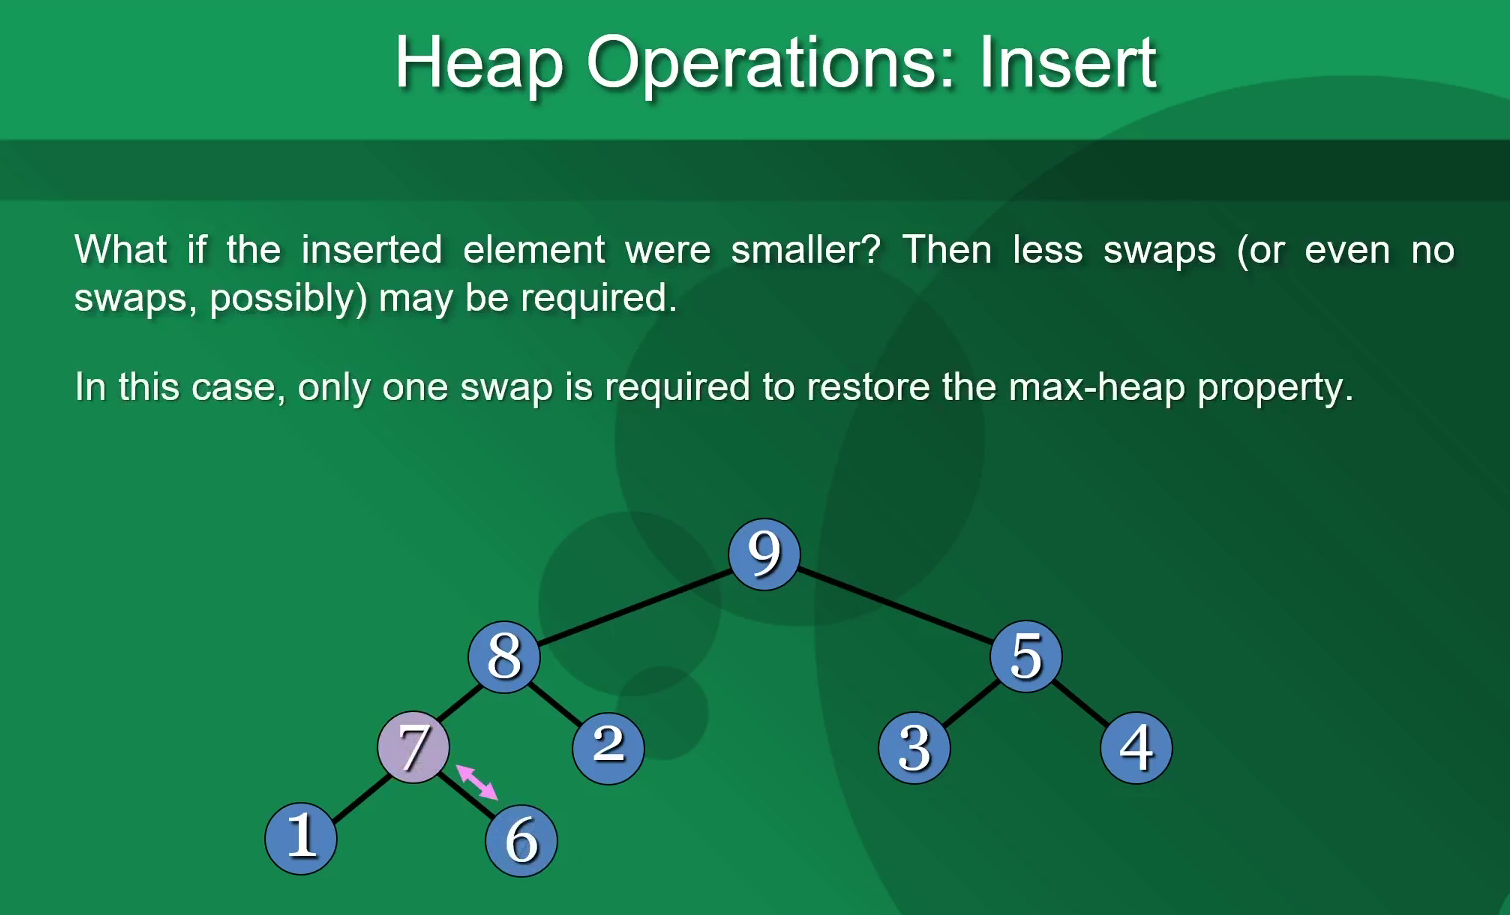 Heap Operations: Insert
What if the inserted element were smaller? Then less swaps (or even no
swaps, possibly) may be required.
In this case, only one swap is required to restore the max-heap property.
9
8 5
7 2 3 4
1 6